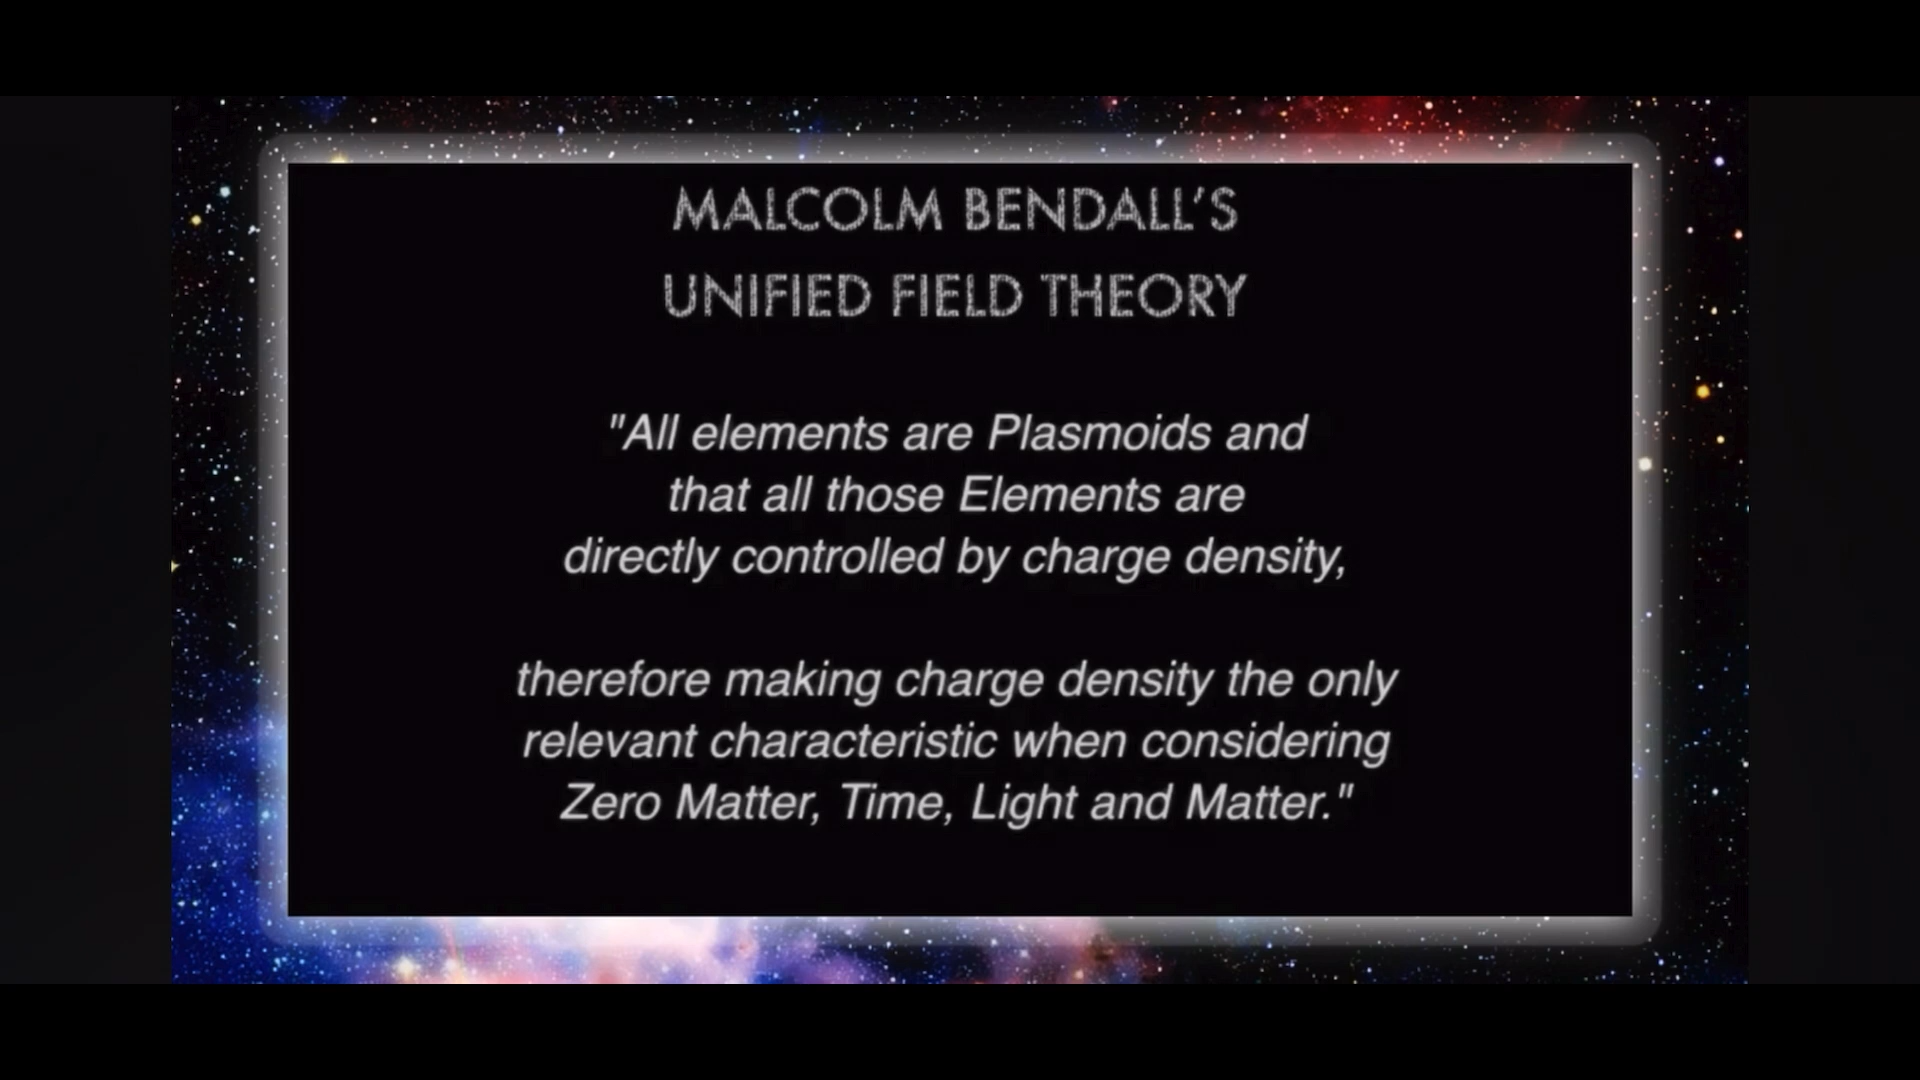 MALCOLM BENDALL'S
UNIFIED FIELD THEORY
"All elements are Plasmoids and
that all those Elements are
directly controlled by charge density,
therefore making charge density the only
relevant characteristic when considering
Zero Matter, Time, Light and Matter."